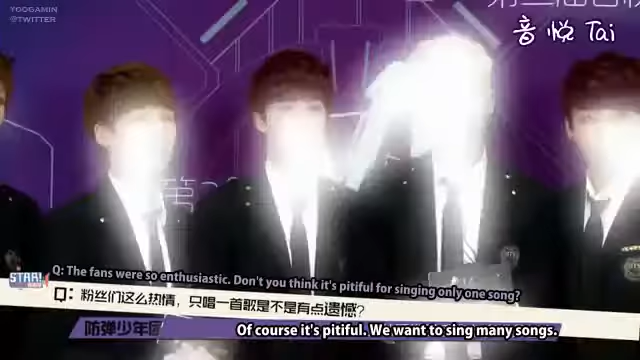 YOOGAMIN
@TWITTER
音悦 Tai
STAR!
Q: The fans were so enthusiastic. Don't you think it's pitiful for singing only one song?
Q: 粉丝们这么热情，只唱一首歌是不是有点遗憾?
防弹少年团
Of course it's pitiful. We want to sing many songs.